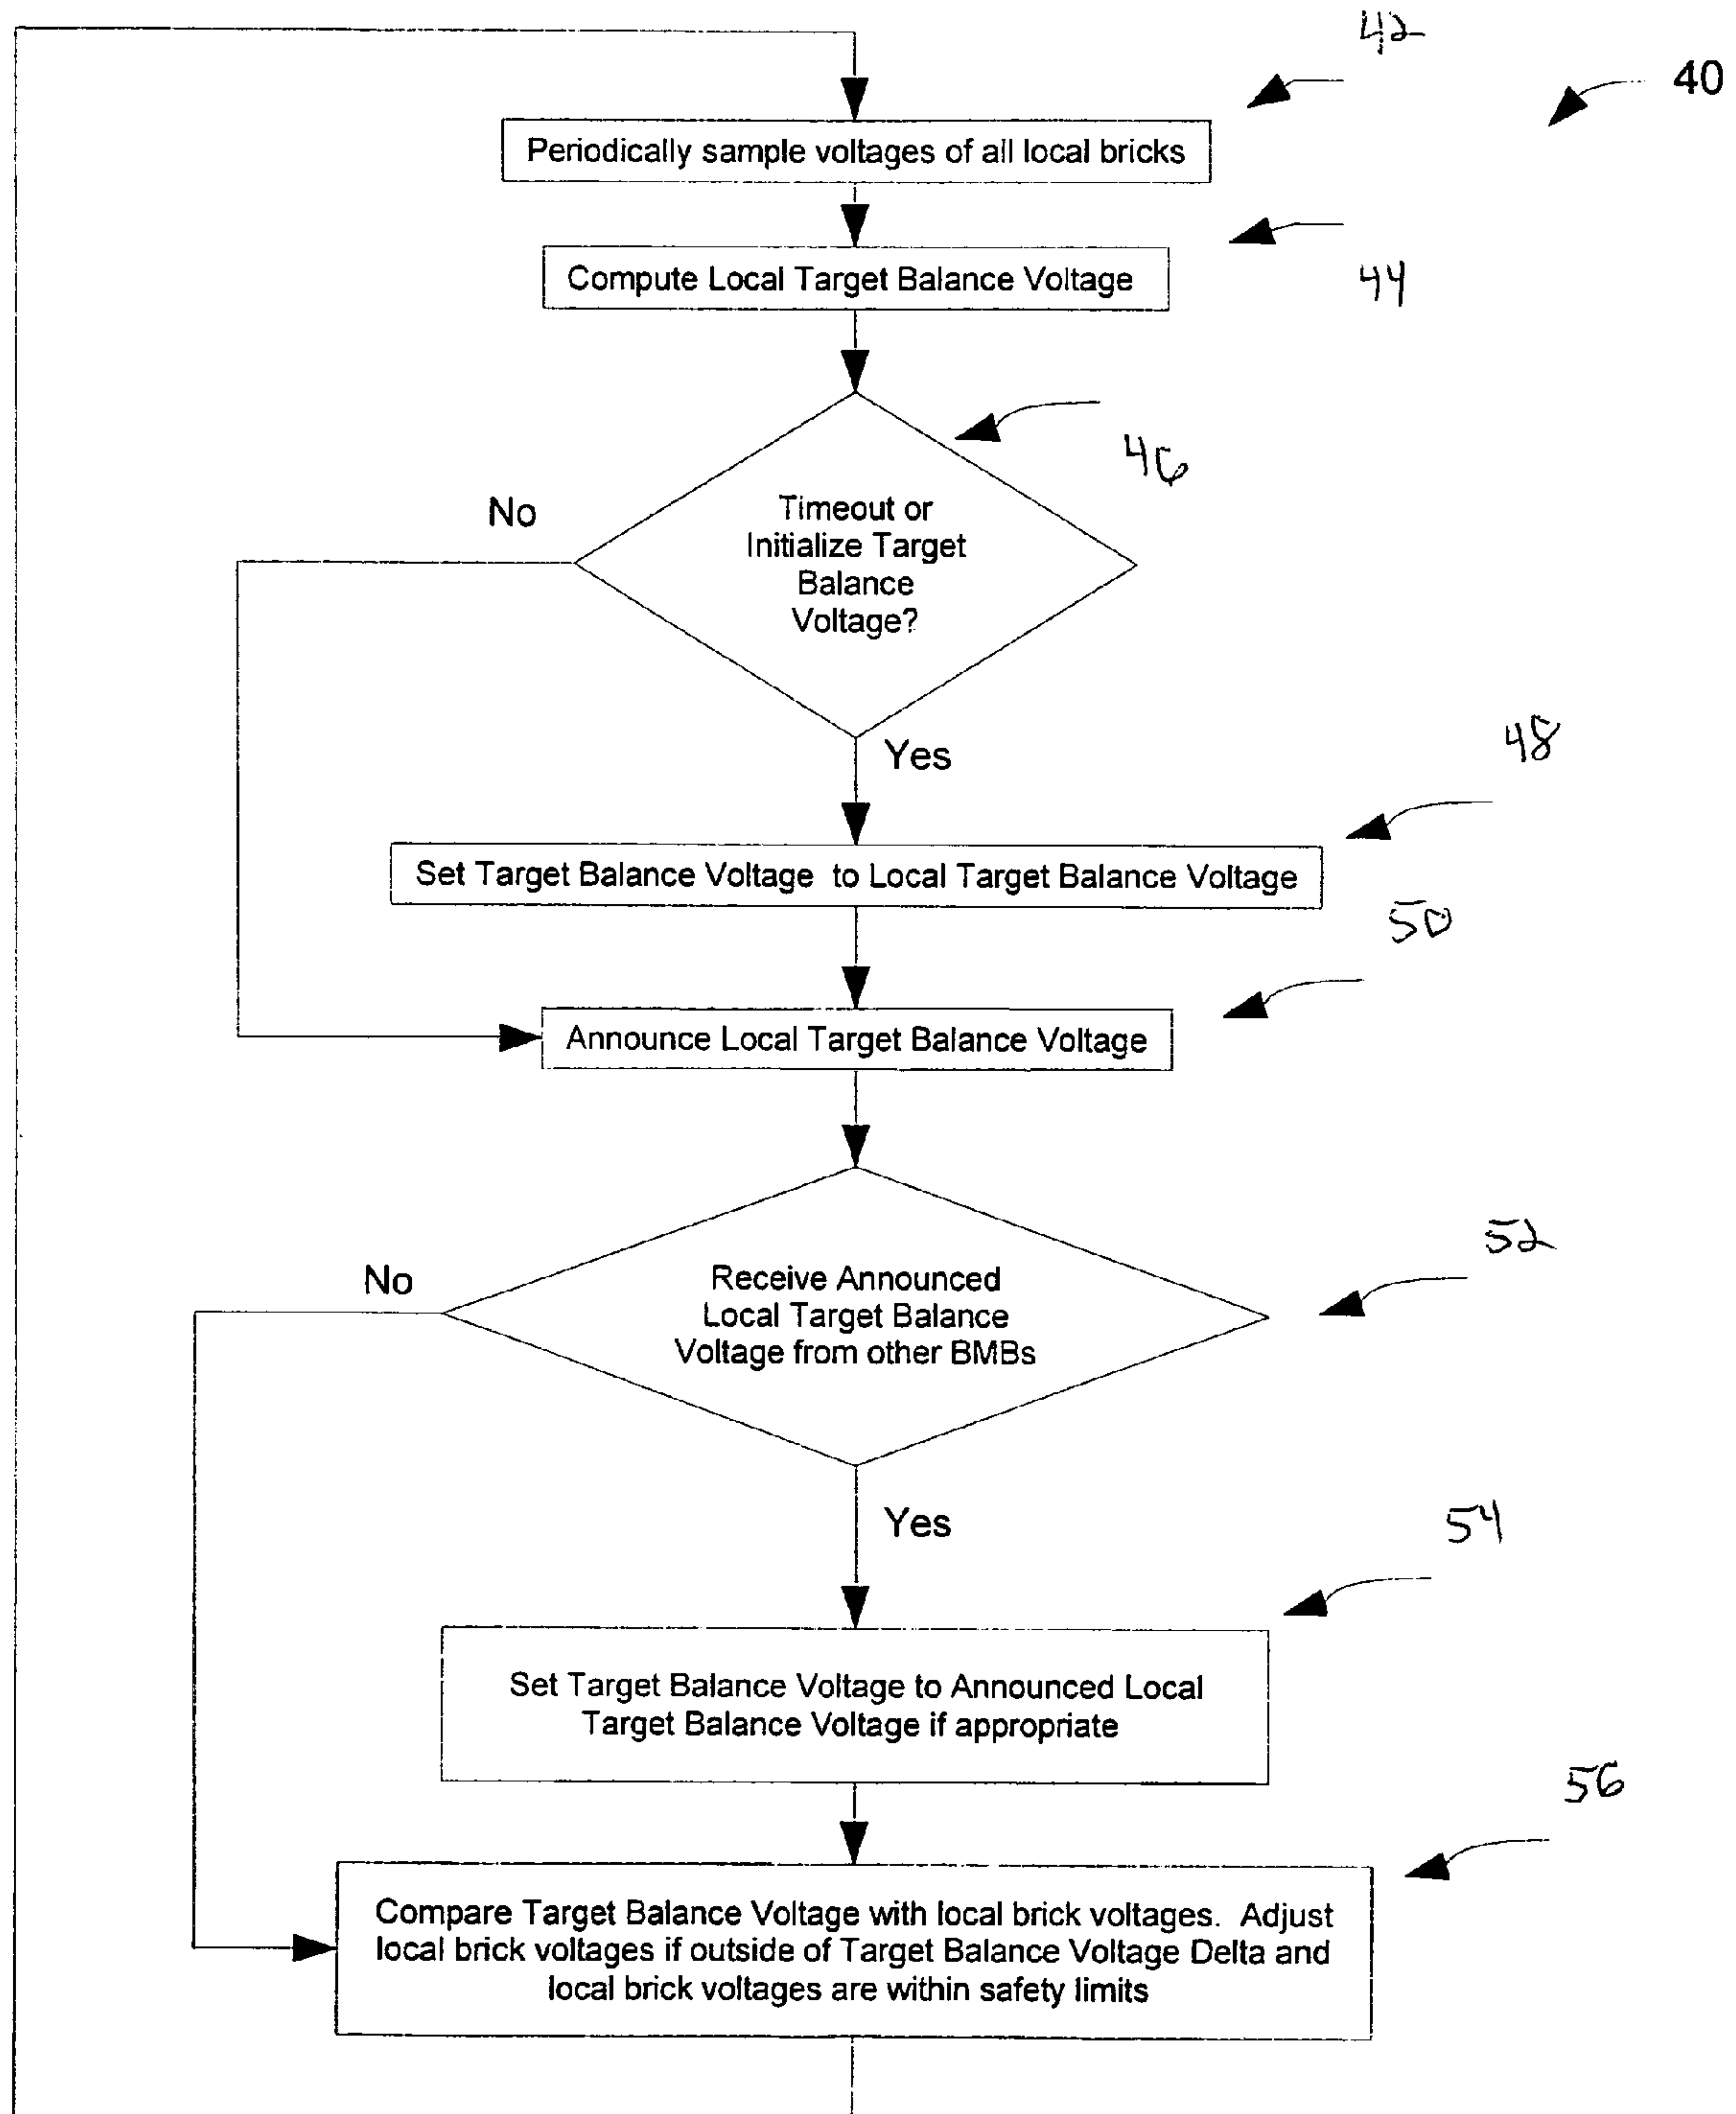 42
40
Periodically sample voltages of all local bricks
Compute Local Target Balance Voltage
44
46
No
Timeout or
Initialize Target
Balance
Voltage?
Yes
48
Set Target Balance Voltage to Local Target Balance Voltage
50
Announce Local Target Balance Voltage
52
No
Receive Announced
Local Target Balance
Voltage from other BMBs
Yes
54
Set Target Balance Voltage to Announced Local
Target Balance Voltage if appropriate
56
Compare Target Balance Voltage with local brick voltages. Adjust
local brick voltages if outside of Target Balance Voltage Delta and
local brick voltages are within safety limits